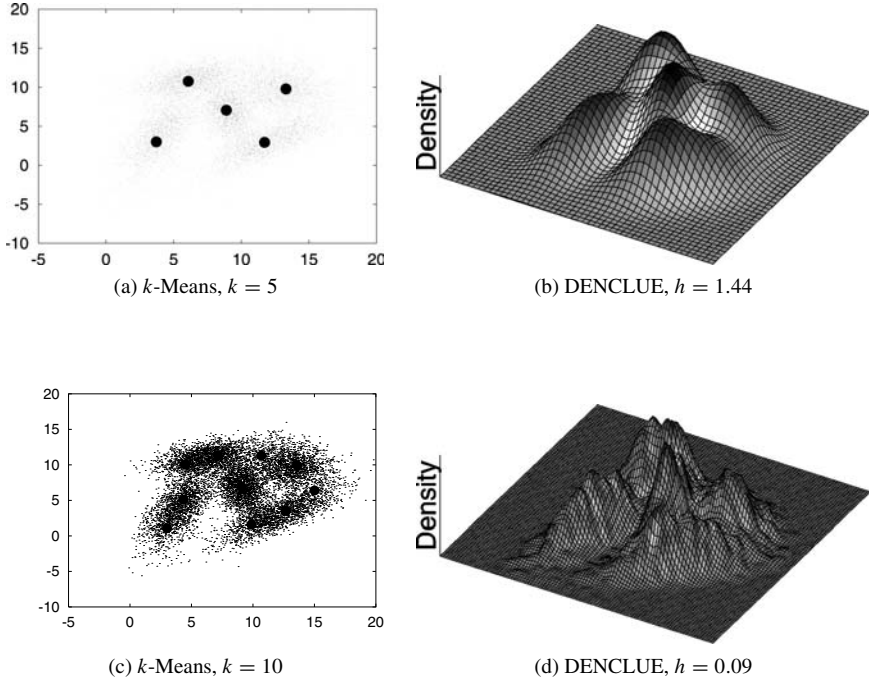 20
15
10
5
0
-5
-10
-5 0 5 10 15 20
(a) k-Means, k = 5
Density
(b) DENCLUE, h = 1.44
20
15
10
5
0
-5
-10
-5 0 5 10 15 20
(c) k-Means, k = 10
Density
(d) DENCLUE, h = 0.09